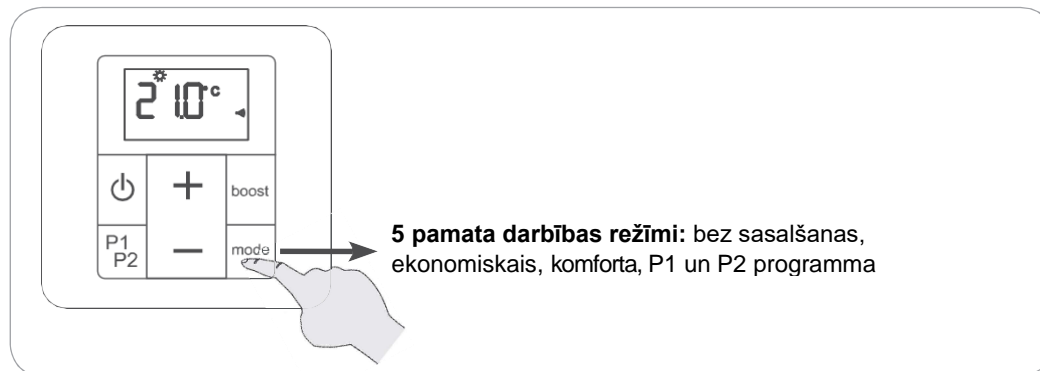 21.0°c
boost
P1
P2
mode
5 pamata darbības režīmi: bez sasalšanas,
ekonomiskais, komforta, P1 un P2 programma